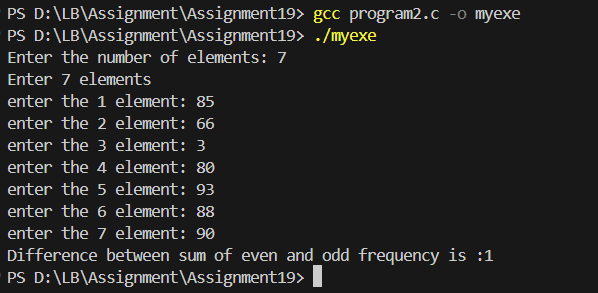 PS D:\LB\Assignment\Assignment19> gcc program2.c -o myexe
PS D:\LB\Assignment\Assignment19> ./myexe
Enter the number of elements: 7
Enter 7 elements
enter the 1 element: 85
enter the 2 element: 66
enter the 3 element: 3
enter the 4 element: 80
enter the 5 element: 93
enter the 6 element: 88
enter the 7 element: 90
Difference between sum of even and odd frequency is :1
PS D:\LB\Assignment\Assignment19>